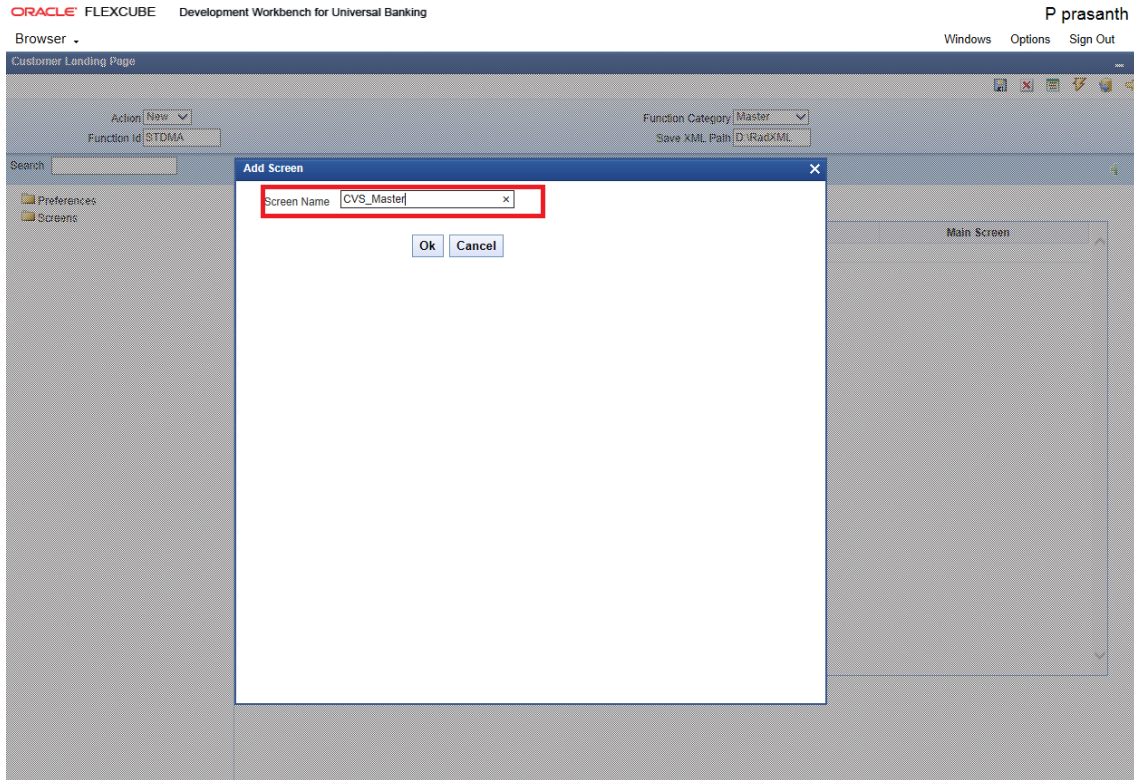 ORACLE FLEXCUBE Development Workbench for Universal Banking P prasanth
Browser Windows Options Sign Out
Customer Landing Page
Action New Function Category Master
Function Id STDMA Save XML Path D:\RadXML
Search
Add Screen
Preferences
Screens
Screen Name CVS_Master ×
Main Screen
Ok Cancel